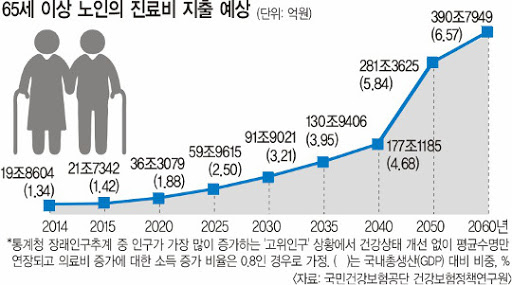 65세 이상 노인의 진료비 지출 예상 (단위: 억원)
390조7949
(6,57)
281조3625
(5,84)
177조1185
(4,68)
130조9406
(3,95)
91조9021
(3,21)
59조9615
(2,50)
36조3079
(1,88)
21조7342
(1,42)
19조8604
(1,34)
2014 2015 2020 2025 2030 2035 2040 2050 2060년
*통계청 장래인구추계 중 인구가 가장 많이 증가하는 '고위인구' 상황에서 건강상태 개선 없이 평균수명만
연장되고 의료비 증가에 대한 소득 증가 비율은 0.8인 경우로 가정. ( )는 국내총생산(GDP) 대비 비중, %
〈자료: 국민건강보험공단 건강보험정책연구원〉